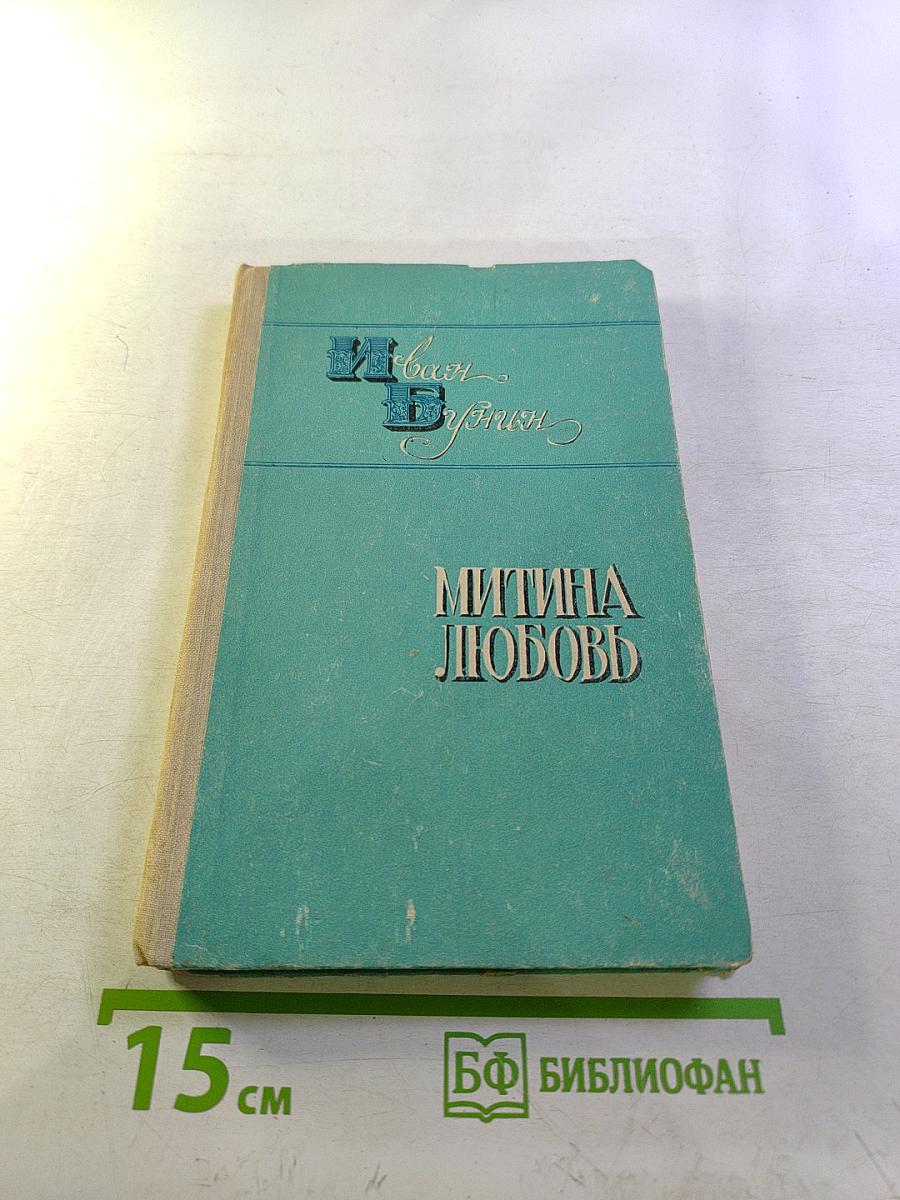 Иван
Бунин
МИТИНА
ЛЮБОВЬ
15 см
БФ БИБЛИОФАН